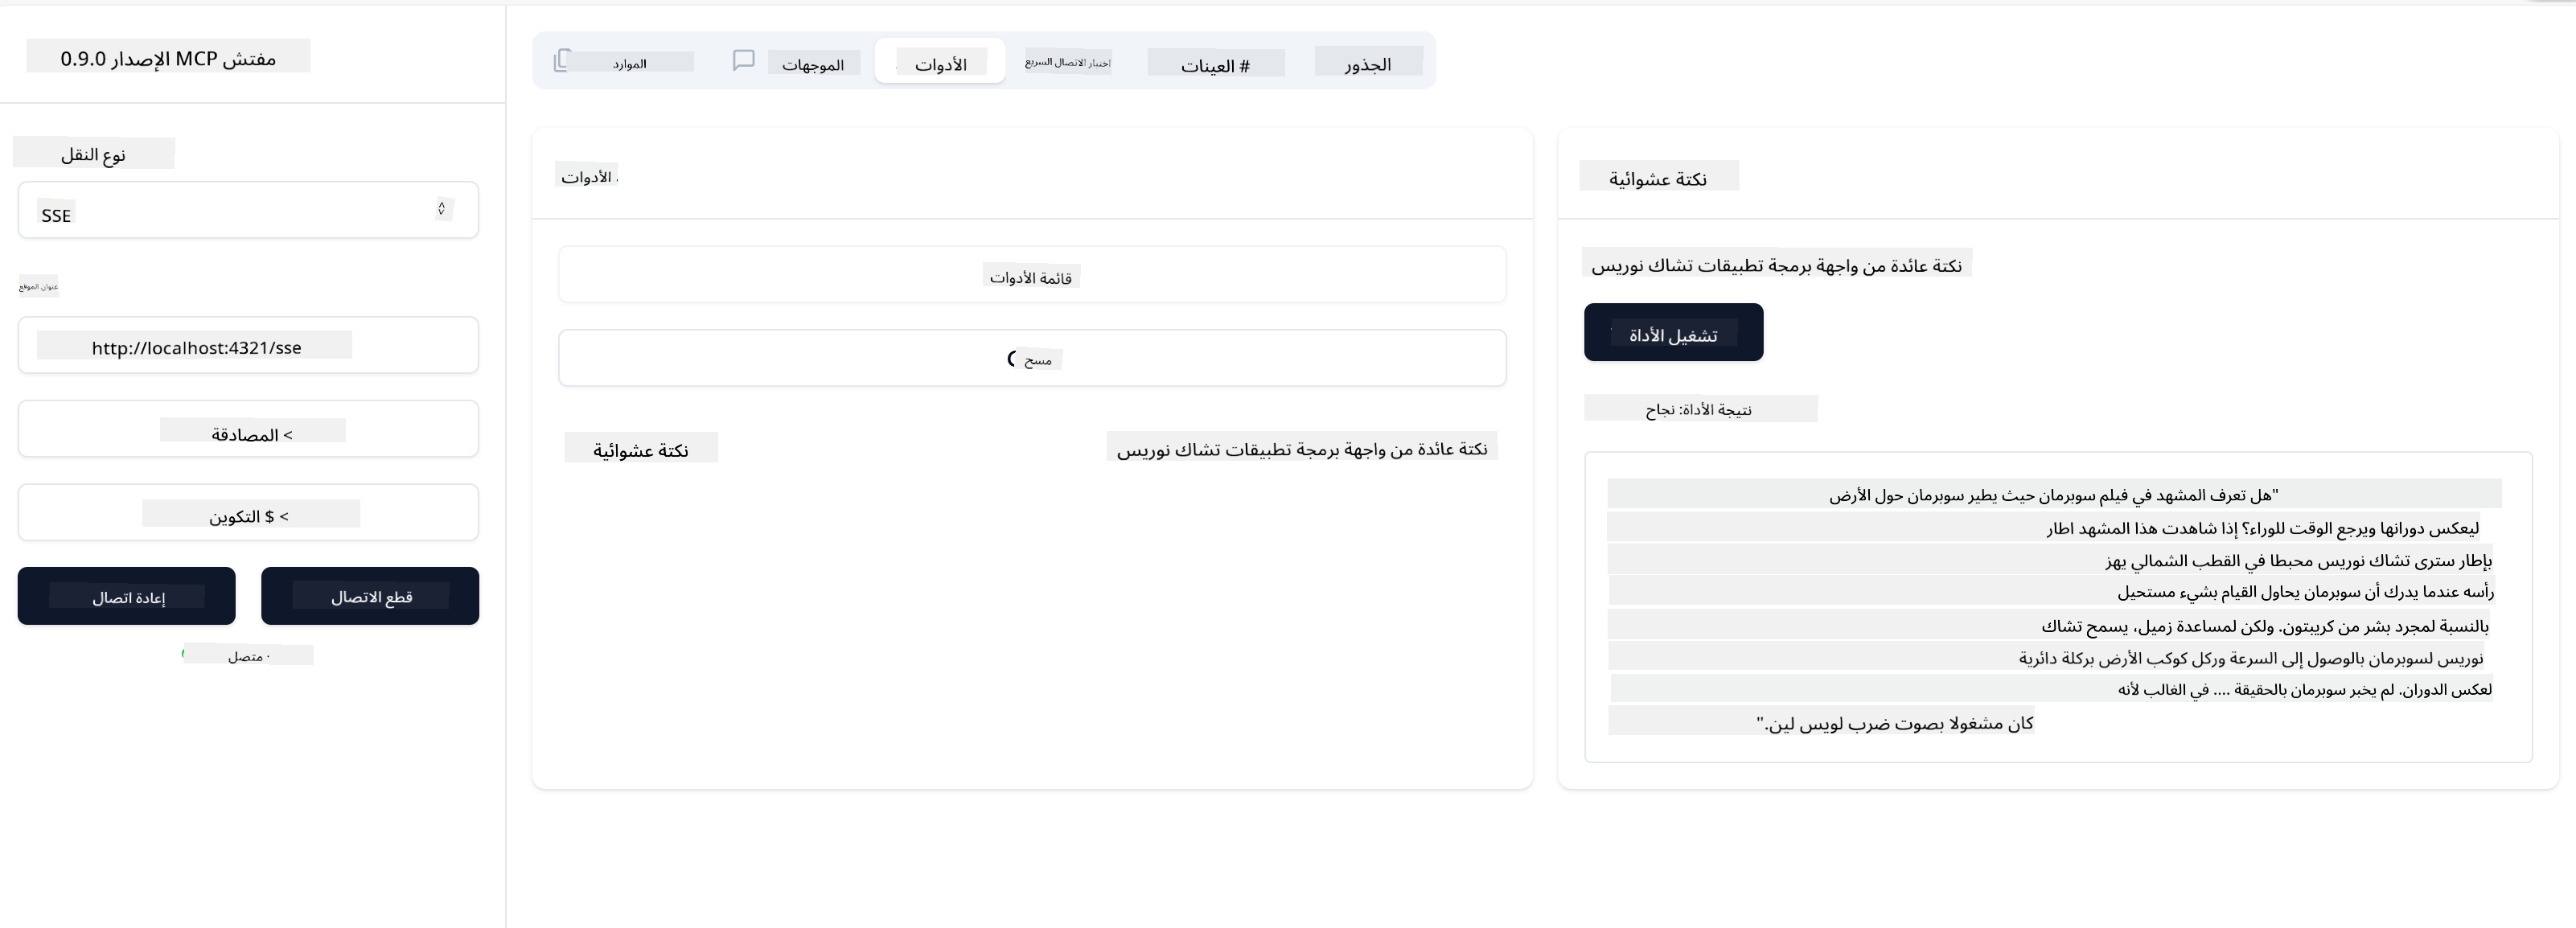 مفتش MCP الإصدار 0.9.0
نوع النقل
SSE
عنوان الموقع
http://localhost:4321/sse
> المصادقة
> $ التكوين
إعادة اتصال
قطع الاتصال
· متصل
الموارد
الموجهات
الأدوات
اختبار الاتصال السريع
# العينات
الجذور
الأدوات
قائمة الأدوات
مسح
نكتة عشوائية
نكتة عائدة من واجهة برمجة تطبيقات تشاك نوريس
نكتة عشوائية
نكتة عائدة من واجهة برمجة تطبيقات تشاك نوريس
تشغيل الأداة
نتيجة الأداة: نجاح
"هل تعرف المشهد في فيلم سوبرمان حيث يطير سوبرمان حول الأرض
ليعكس دورانها ويرجع الوقت للوراء؟ إذا شاهدت هذا المشهد اطار
بإطار سترى تشاك نوريس محبطا في القطب الشمالي يهز
رأسه عندما يدرك أن سوبرمان يحاول القيام بشيء مستحيل
بالنسبة لمجرد بشر من كريبتون. ولكن لمساعدة زميل، يسمح تشاك
نوريس لسوبرمان بالوصول إلى السرعة وركل كوكب الأرض بركلة دائرية
لعكس الدوران. لم يخبر سوبرمان بالحقيقة .... في الغالب لأنه
كان مشغولا بصوت ضرب لويس لين."